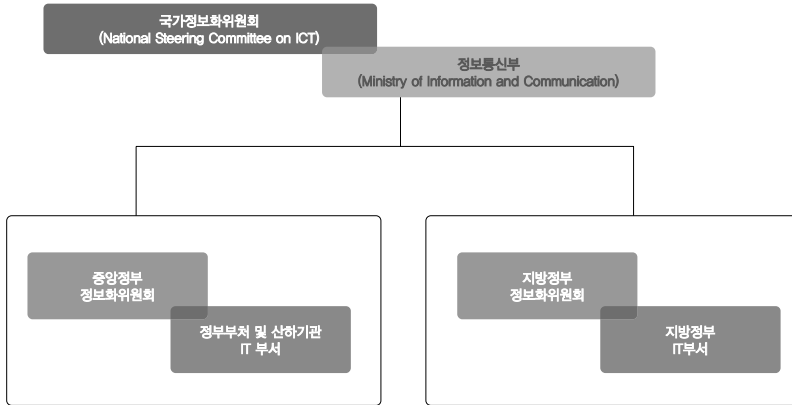 국가정보화위원회
(National Steering Committee on ICT)
정보통신부
(Ministry of Information and Communication)
중앙정부
정보화위원회
정부부처 및 산하기관
IT 부서
지방정부
정보화위원회
지방정부
IT부서